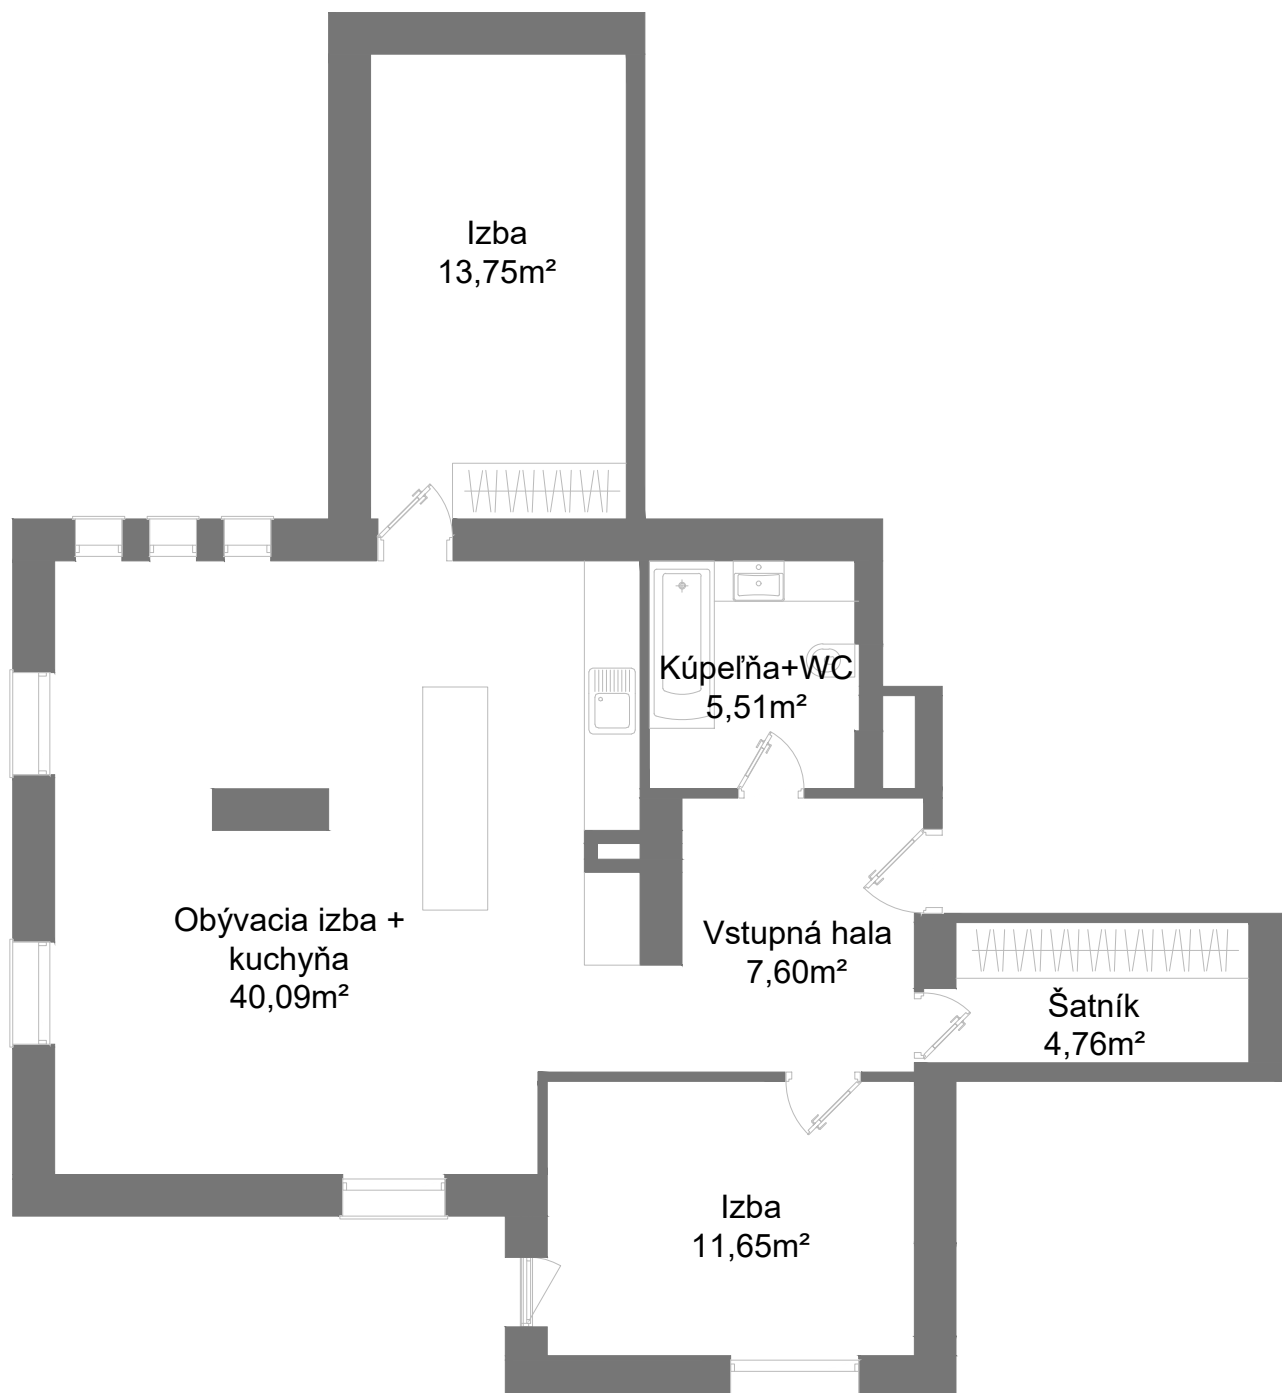 Izba
13,75m²
Kúpeľňa+WC
5,51m²
Obývacia izba +
kuchyňa
40,09m²
Vstupná hala
7,60m²
Šatník
4,76m²
Izba
11,65m²